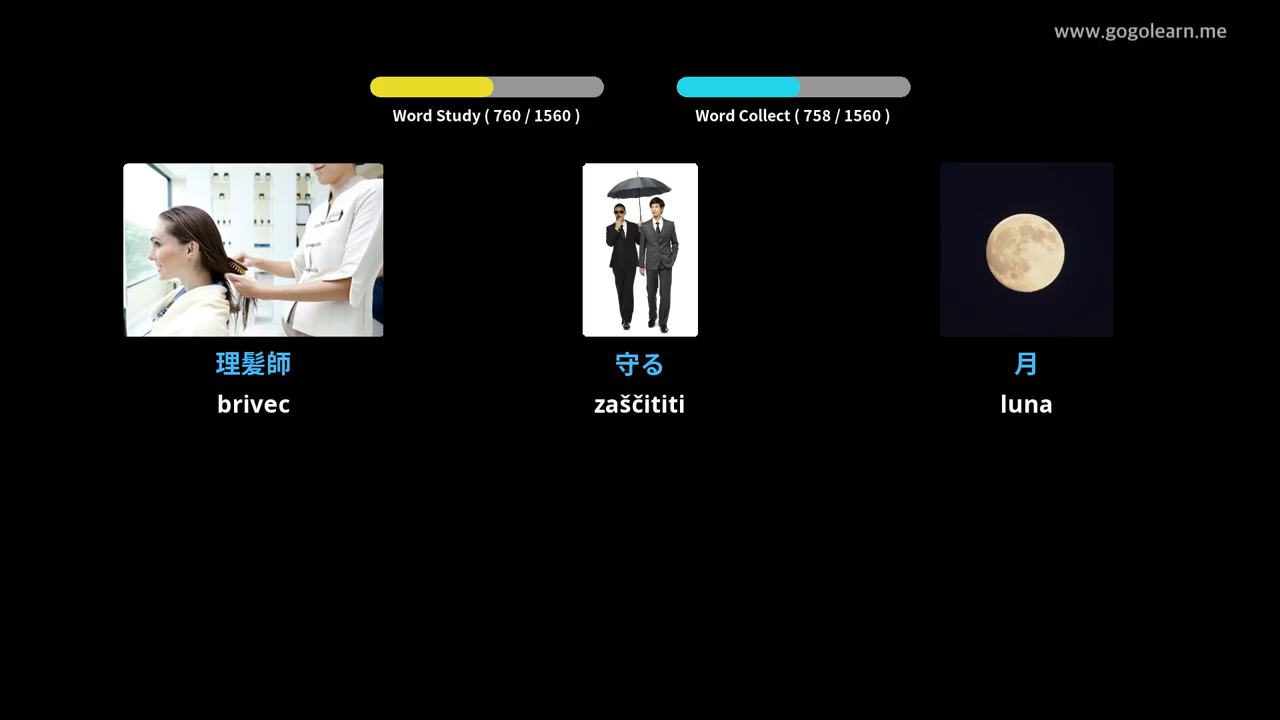 www.gogolearn.me
Word Study ( 760 / 1560 )
Word Collect ( 758 / 1560 )
理髪師
守る
月
brivec
zaščititi
luna